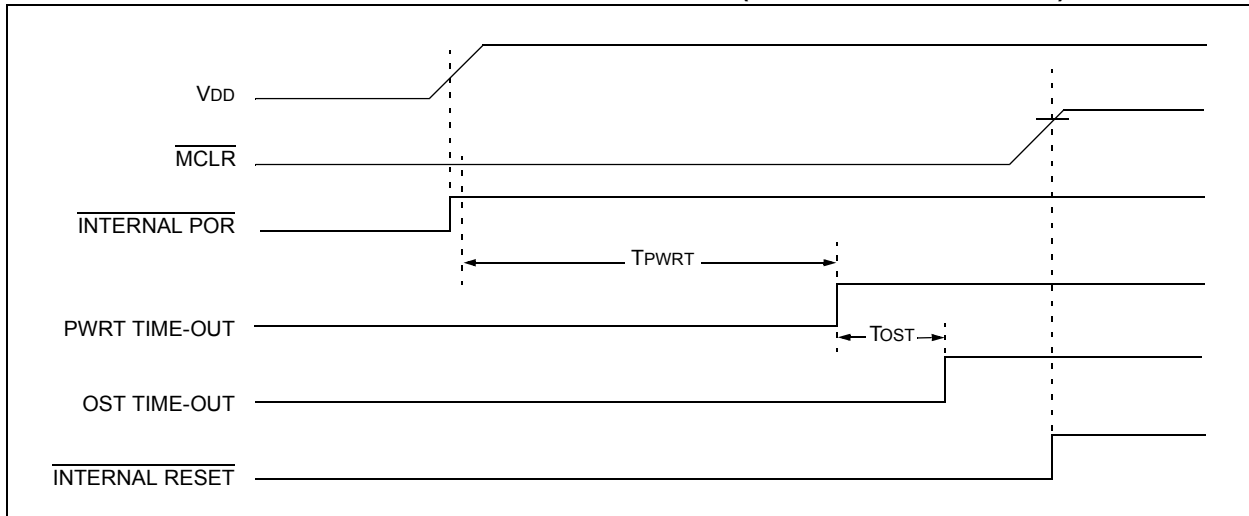 VDD
MCLR
INTERNAL POR
TPWRT
PWRT TIME-OUT
TOST
OST TIME-OUT
INTERNAL RESET